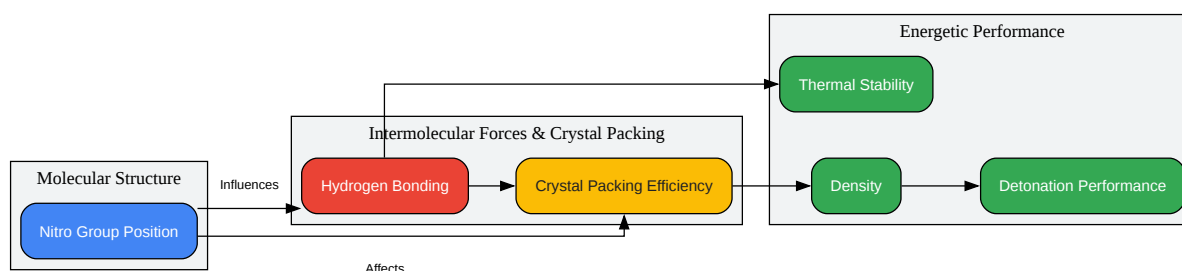 Energetic Performance
Thermal Stability
Intermolecular Forces & Crystal Packing
Molecular Structure
Influences
Hydrogen Bonding
Crystal Packing Efficiency
Density
Detonation Performance
Nitro Group Position
Affects